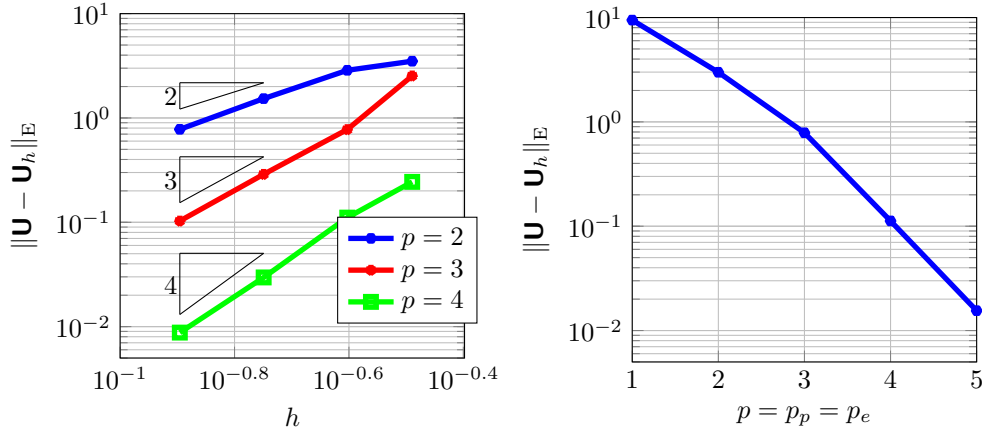 10^1
10^0
10^{-1}
10^{-2}
‖𝐔 − 𝐔_h‖_E
2
3
4
p = 2
p = 3
p = 4
10^{-1}
10^{-0.8}
10^{-0.6}
10^{-0.4}
h
10^1
10^0
10^{-1}
10^{-2}
‖𝐔 − 𝐔_h‖_E
1
2
3
4
5
p = p_p = p_e